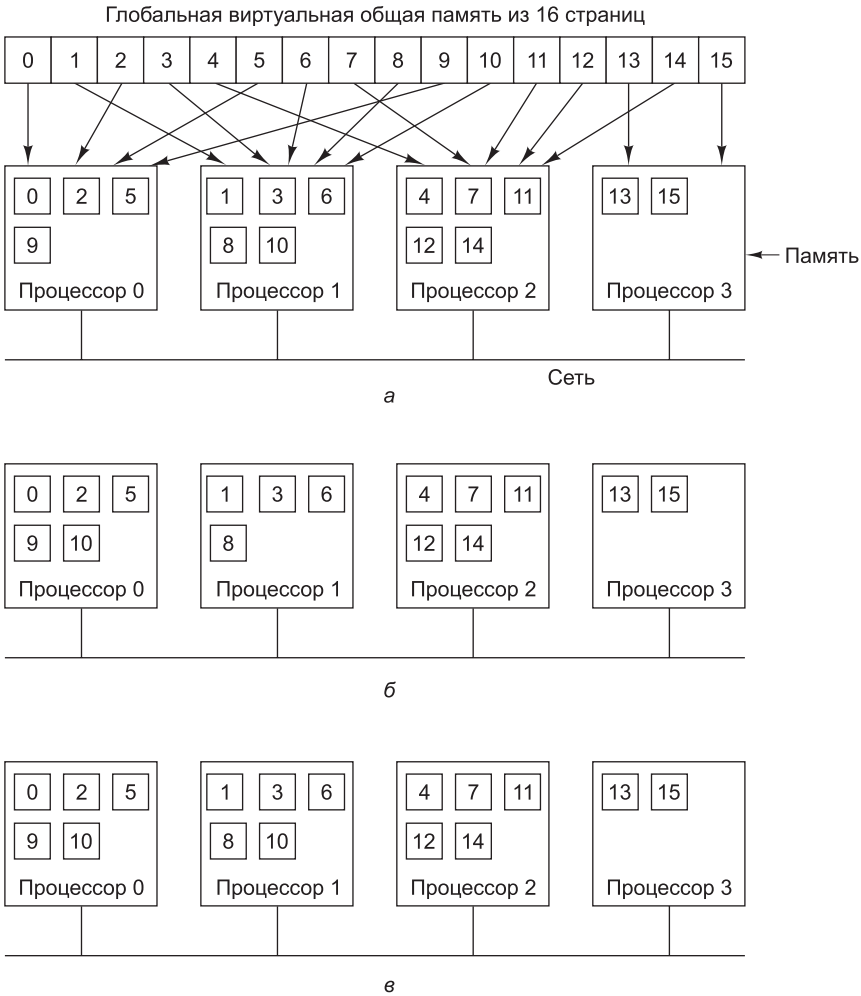 Глобальная виртуальная общая память из 16 страниц
0 1 2 3 4 5 6 7 8 9 10 11 12 13 14 15
0 2 5 1 3 6 4 7 11 13 15
9 8 10 12 14
Память
Процессор 0 Процессор 1 Процессор 2 Процессор 3
Сеть
а
0 2 5 1 3 6 4 7 11 13 15
9 10 8 12 14
Процессор 0 Процессор 1 Процессор 2 Процессор 3
б
0 2 5 1 3 6 4 7 11 13 15
9 10 8 10 12 14
Процессор 0 Процессор 1 Процессор 2 Процессор 3
в